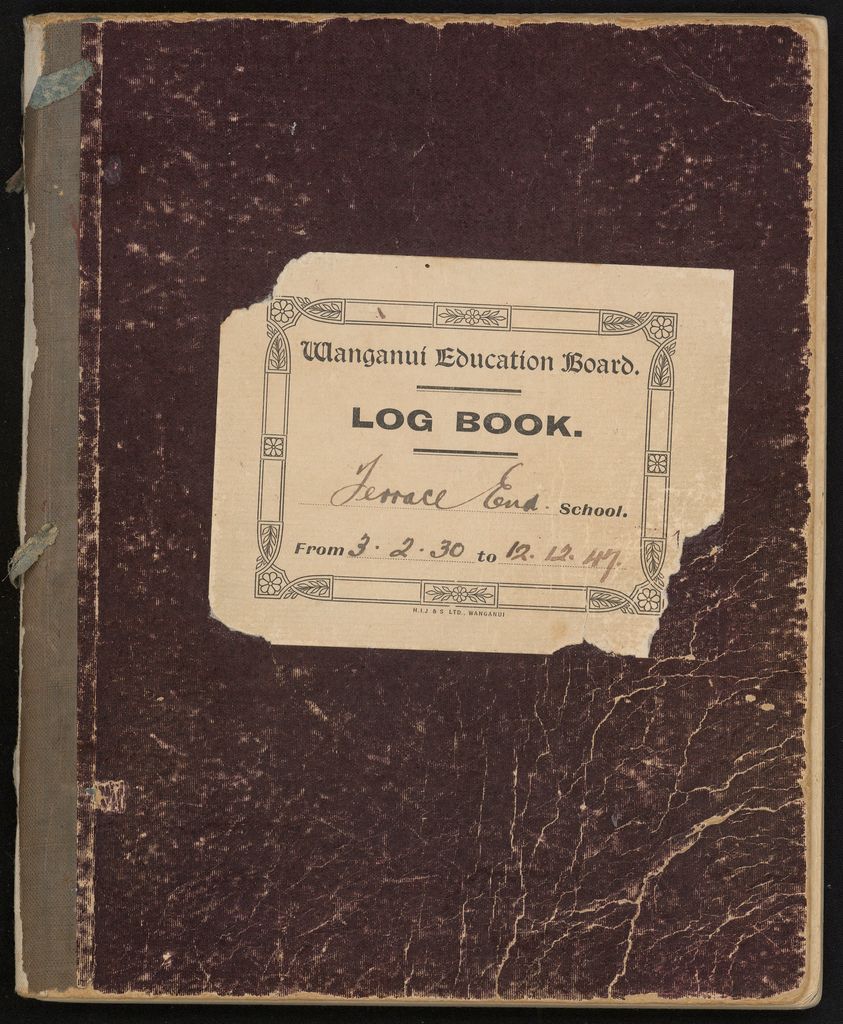 Wanganui Education Board.
LOG BOOK.
Terrace End. School.
From 3. 2. 30 to 12. 12. 47.
H.I.J. & S. LTD., WANGANUI